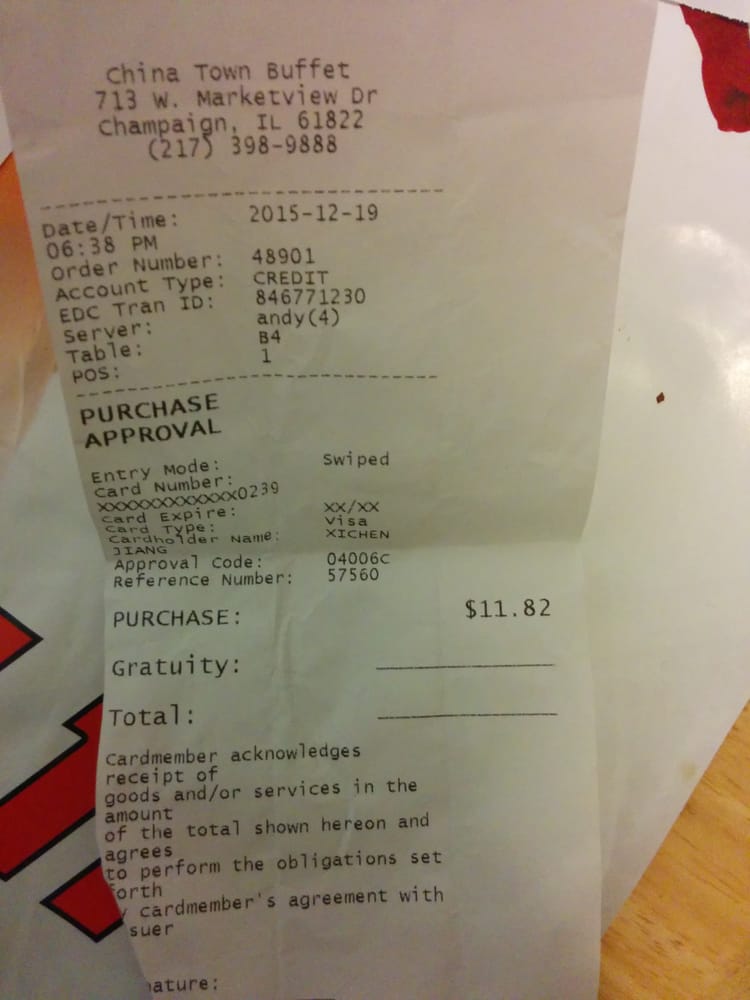 China Town Buffet
713 W. Marketview Dr
Champaign, IL 61822
(217) 398-9888
Date/Time: 2015-12-19
06:38 PM
Order Number: 48901
Account Type: CREDIT
EDC Tran ID: 846771230
Server: andy(4)
Table: B4
POS: 1
PURCHASE
APPROVAL
Entry Mode: Swiped
Card Number:
XXXXXXXXXXXX0239
Card Expire: XX/XX
Card Type: Visa
Cardholder Name: XICHEN
JIANG
Approval Code: 04006C
Reference Number: 57560
PURCHASE: $11.82
Gratuity:
Total:
Cardmember acknowledges
receipt of
goods and/or services in the
amount
of the total shown hereon and
agrees
to perform the obligations set
forth
y cardmember's agreement with
suer
ature: